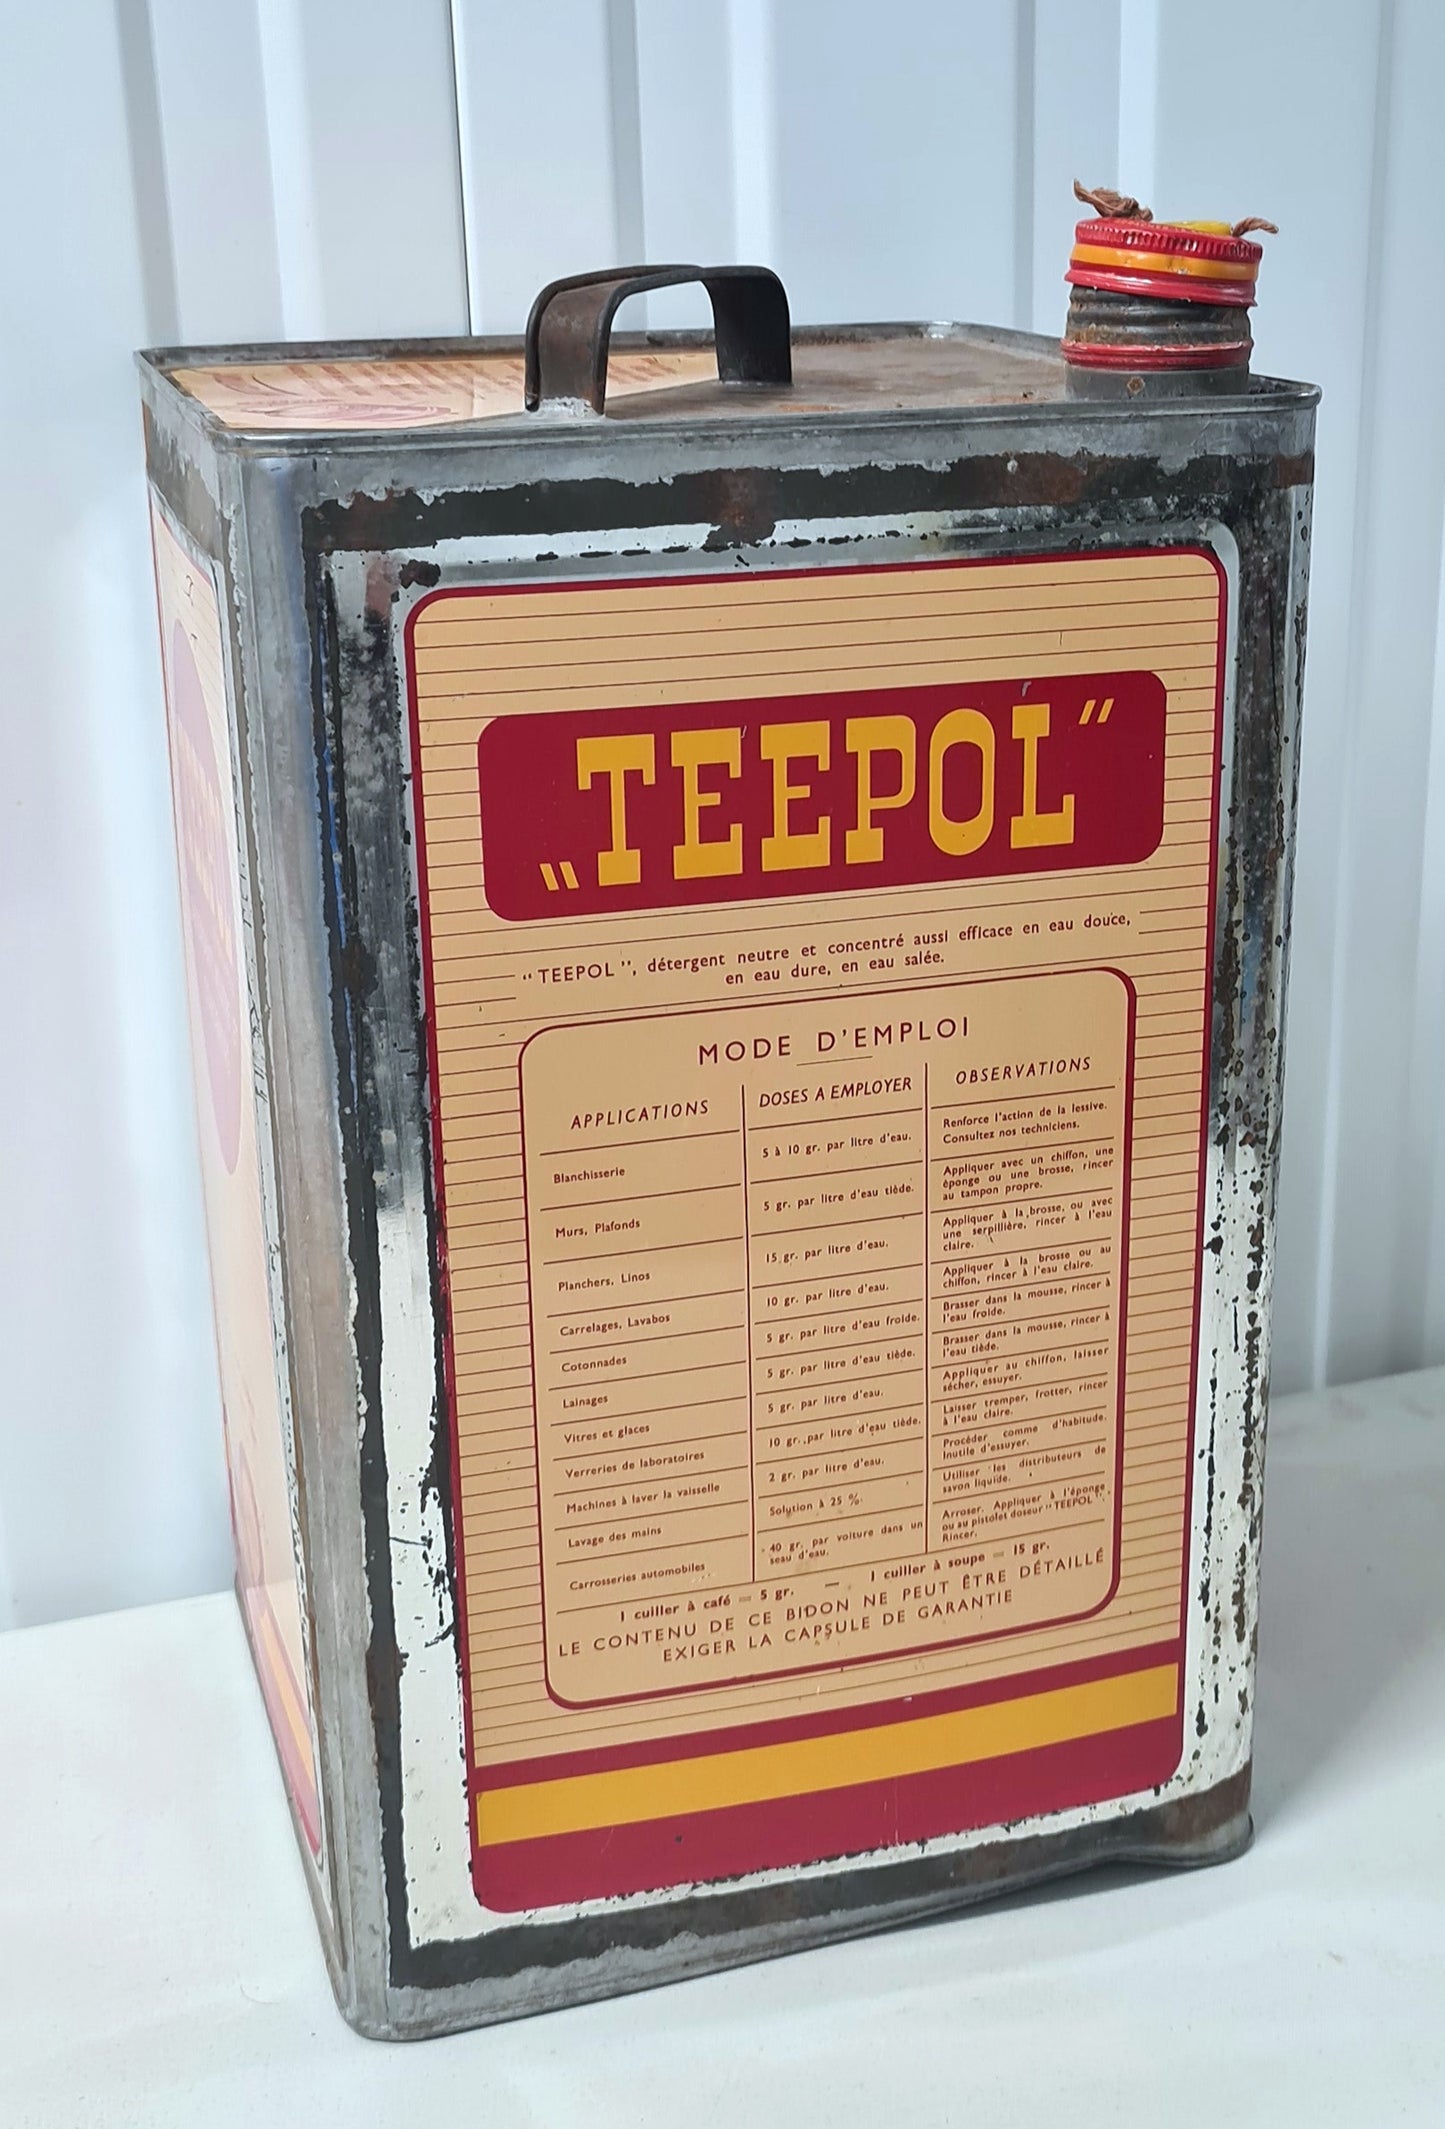 „TEEPOL”
“TEEPOL”, détergent neutre et concentré aussi efficace en eau douce,
en eau dure, en eau salée.
MODE D’EMPLOI
APPLICATIONS DOSES A EMPLOYER OBSERVATIONS
Blanchisserie 5 à 10 gr. par litre d’eau. Renforce l’action de la lessive.
Consultez nos techniciens.
Murs, Plafonds 5 gr. par litre d’eau tiède. Appliquer avec un chiffon, une
éponge ou une brosse, rincer
au tampon propre.
Planchers, Linos 15 gr. par litre d’eau. Appliquer à la brosse, ou avec
une serpillière, rincer à l’eau
claire.
Carrelages, Lavabos 10 gr. par litre d’eau. Appliquer à la brosse ou au
chiffon, rincer à l’eau claire.
Cotonnades 5 gr. par litre d’eau froide. Brasser dans la mousse, rincer à
l’eau froide.
Lainages 5 gr. par litre d’eau tiède. Brasser dans la mousse, rincer à
l’eau tiède.
Vitres et glaces 5 gr. par litre d’eau. Appliquer au chiffon, laisser
sécher, essuyer.
Verreries de laboratoires 10 gr. par litre d’eau tiède. Laisser tremper, frotter, rincer
à l’eau claire.
Machines à laver la vaisselle 2 gr. par litre d’eau. Procéder comme d’habitude.
Inutile d’essuyer.
Lavage des mains Solution à 25 %. Utiliser les distributeurs de
savon liquide.
Carrosseries automobiles 40 gr. par voiture dans un
seau d’eau. Arroser. Appliquer à l’éponge
ou au pistolet doseur “TEEPOL”.
Rincer.
1 cuiller à café = 5 gr. — 1 cuiller à soupe = 15 gr.
LE CONTENU DE CE BIDON NE PEUT ÊTRE DÉTAILLÉ
EXIGER LA CAPSULE DE GARANTIE